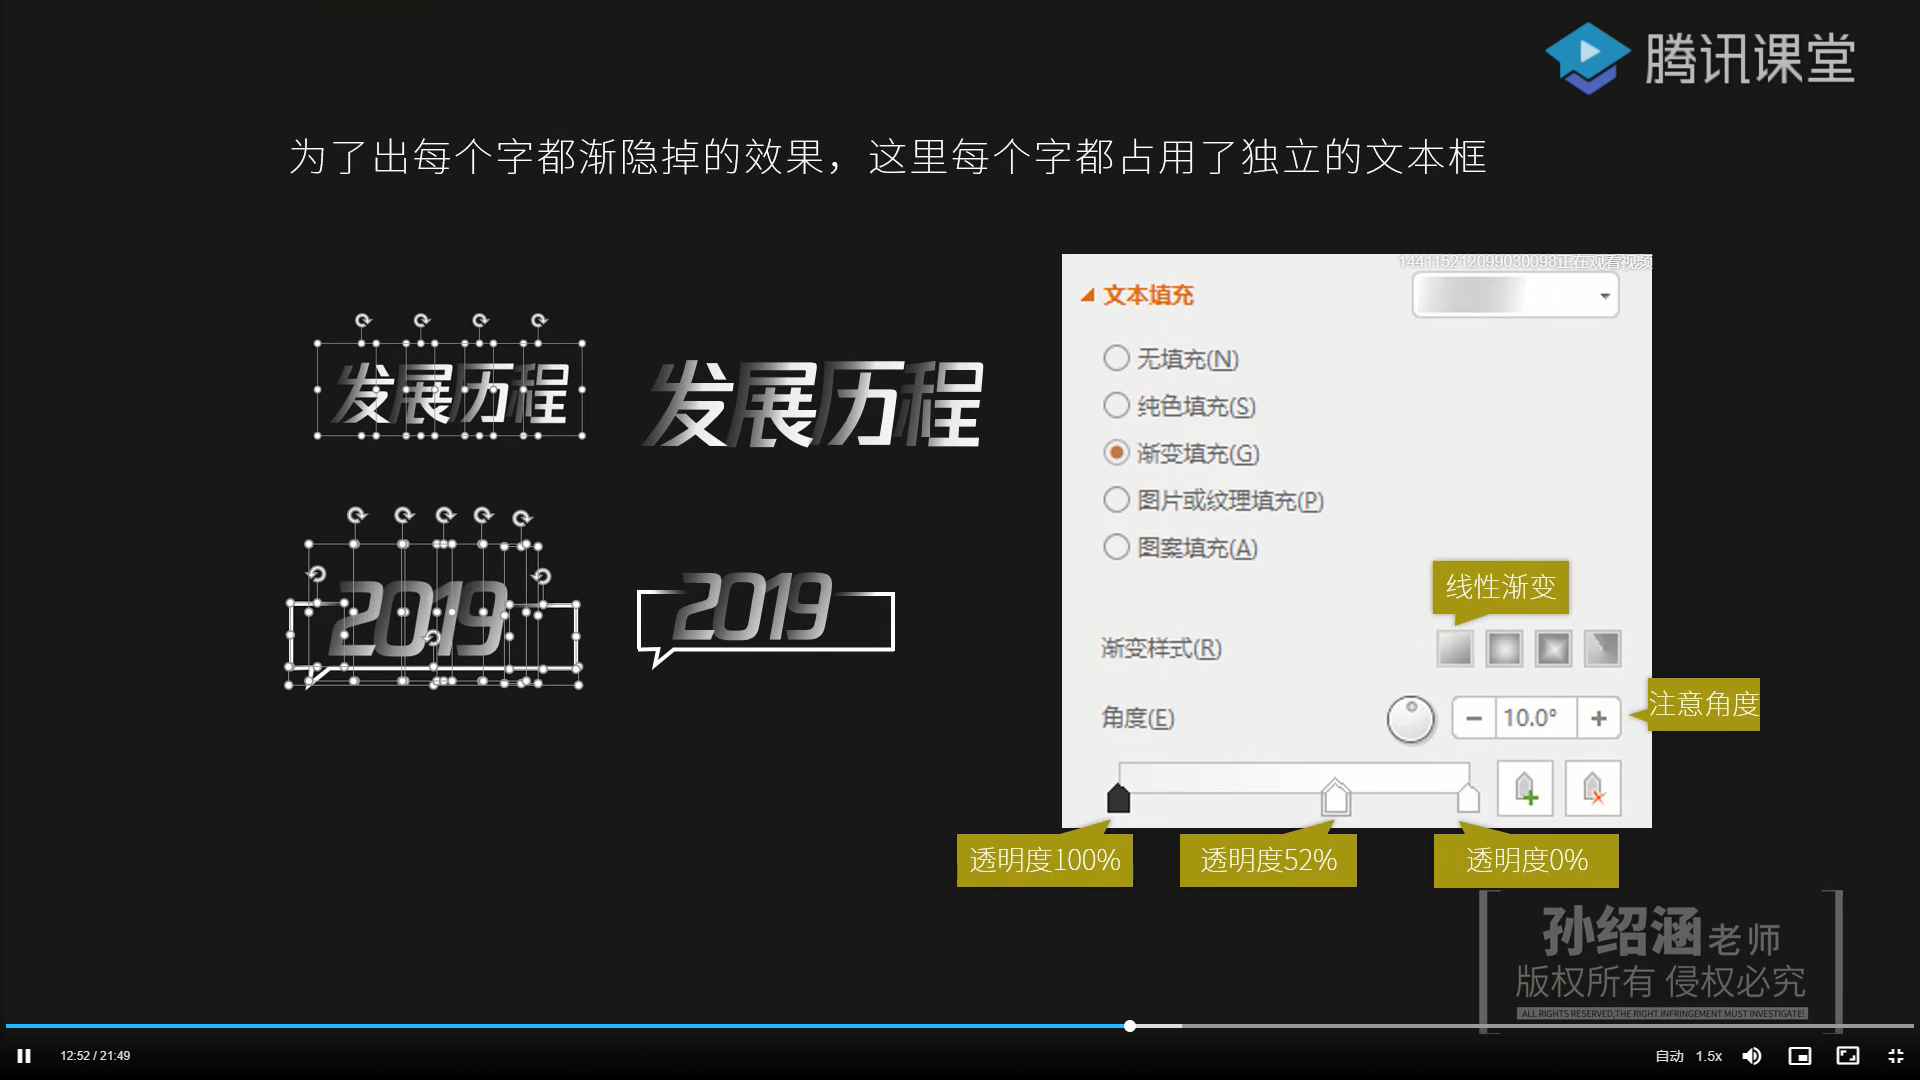 腾讯课堂
为了出每个字都渐隐掉的效果，这里每个字都占用了独立的文本框
144115212099030098正在观看视频
文本填充
无填充(N)
纯色填充(S)
渐变填充(G)
图片或纹理填充(P)
图案填充(A)
发展历程
发展历程
2019
2019
线性渐变
渐变样式(R)
注意角度
角度(E)
10.0°
透明度100%
透明度52%
透明度0%
孙绍涵老师
版权所有 侵权必究
ALL RIGHTS RESERVED,THE RIGHT INFRINGEMENT MUST INVESTIGATE!
12:52 / 21:49
自动
1.5x